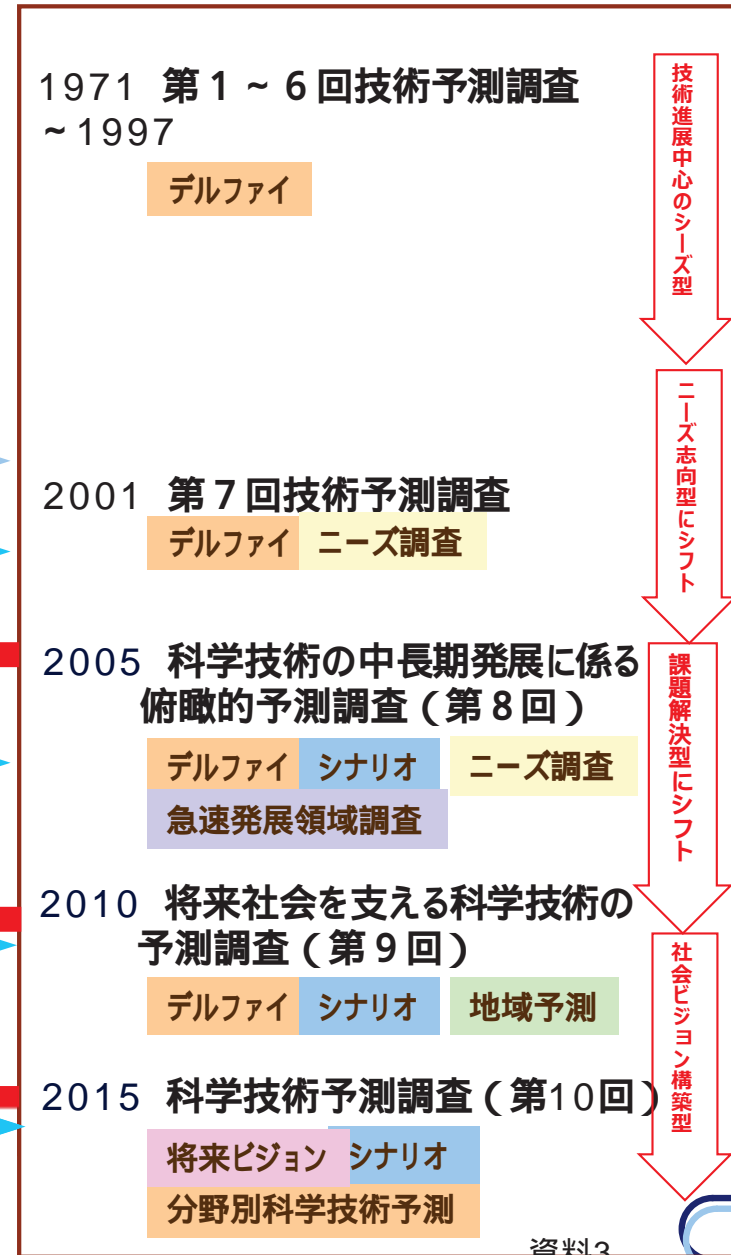 1971 第1~6回技術予測調査
~1997
デルファイ
技術進展中心のシーズ型
2001 第7回技術予測調査
デルファイ ニーズ調査
ニーズ志向型にシフト
2005 科学技術の中長期発展に係る
俯瞰的予測調査(第8回)
デルファイ シナリオ ニーズ調査
急速発展領域調査
課題解決型にシフト
2010 将来社会を支える科学技術の
予測調査(第9回)
デルファイ シナリオ 地域予測
2015 科学技術予測調査(第10回)
将来ビジョン シナリオ
分野別科学技術予測
社会ビジョン構築型
資料3